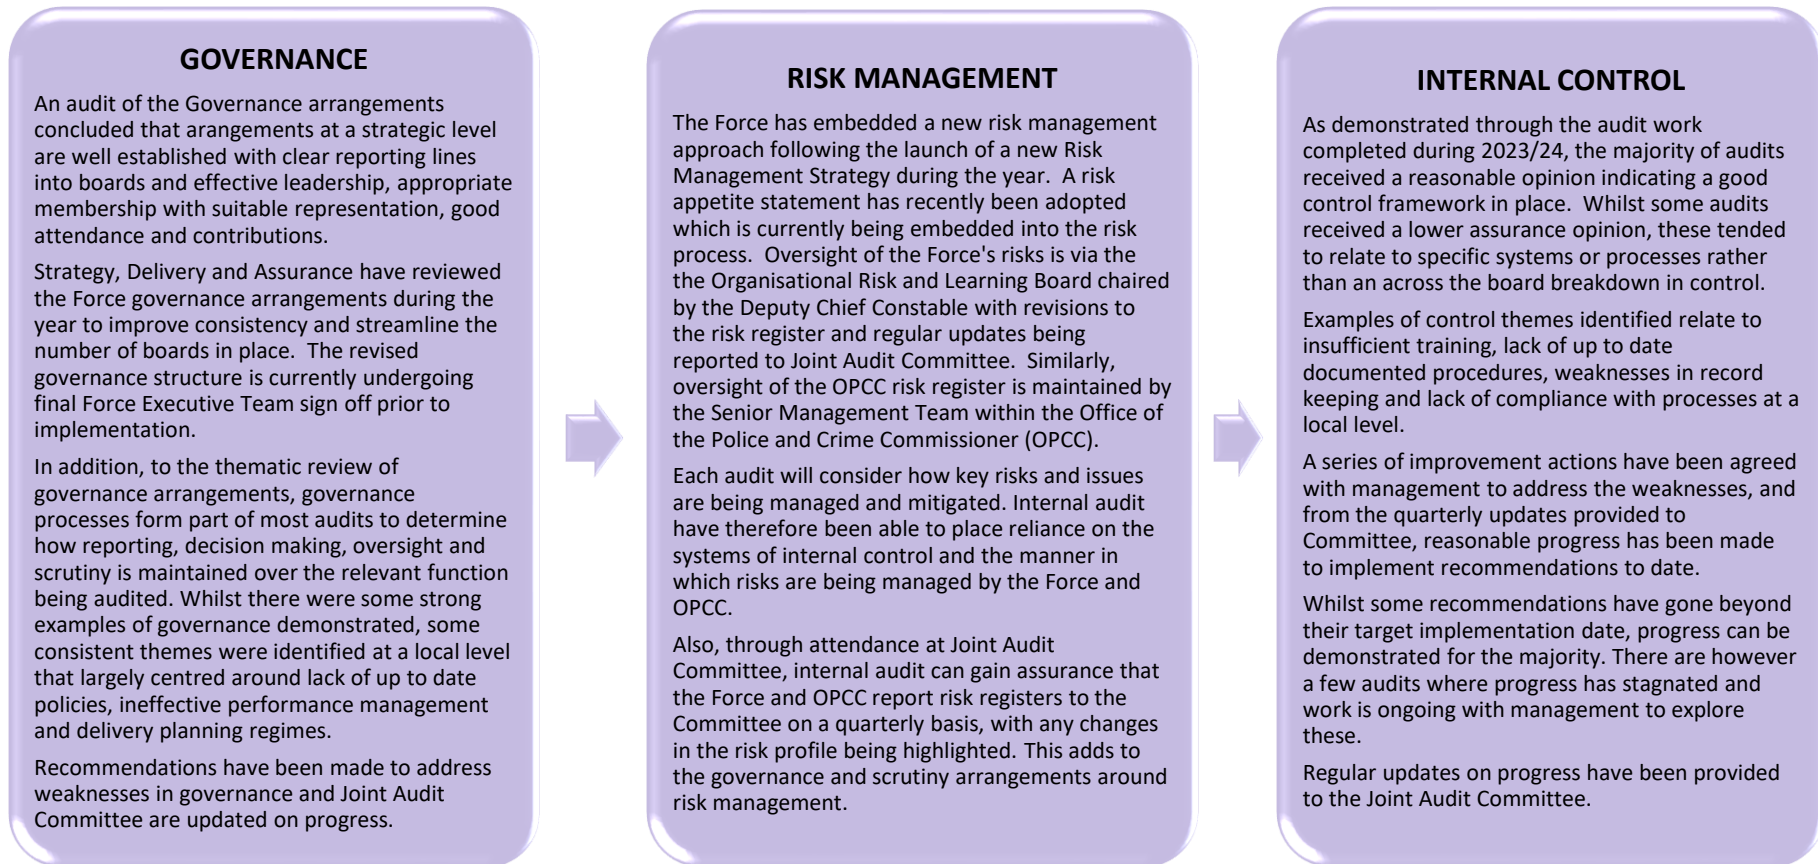 GOVERNANCE
An audit of the Governance arrangements
concluded that arangements at a strategic level
are well established with clear reporting lines
into boards and effective leadership, appropriate
membership with suitable representation, good
attendance and contributions.
Strategy, Delivery and Assurance have reviewed
the Force governance arrangements during the
year to improve consistency and streamline the
number of boards in place.  The revised
governance structure is currently undergoing
final Force Executive Team sign off prior to
implementation.
In addition, to the thematic review of
governance arrangements, governance
processes form part of most audits to determine
how reporting, decision making, oversight and
scrutiny is maintained over the relevant function
being audited. Whilst there were some strong
examples of governance demonstrated, some
consistent themes were identified at a local level
that largely centred around lack of up to date
policies, ineffective performance management
and delivery planning regimes.
Recommendations have been made to address
weaknesses in governance and Joint Audit
Committee are updated on progress.
RISK MANAGEMENT
The Force has embedded a new risk management
approach following the launch of a new Risk
Management Strategy during the year.  A risk
appetite statement has recently been adopted
which is currently being embedded into the risk
process.  Oversight of the Force's risks is via the
the Organisational Risk and Learning Board chaired
by the Deputy Chief Constable with revisions to
the risk register and regular updates being
reported to Joint Audit Committee.  Similarly,
oversight of the OPCC risk register is maintained by
the Senior Management Team within the Office of
the Police and Crime Commissioner (OPCC).
Each audit will consider how key risks and issues
are being managed and mitigated. Internal audit
have therefore been able to place reliance on the
systems of internal control and the manner in
which risks are being managed by the Force and
OPCC.
Also, through attendance at Joint Audit
Committee, internal audit can gain assurance that
the Force and OPCC report risk registers to the
Committee on a quarterly basis, with any changes
in the risk profile being highlighted. This adds to
the governance and scrutiny arrangements around
risk management.
INTERNAL CONTROL
As demonstrated through the audit work
completed during 2023/24, the majority of audits
received a reasonable opinion indicating a good
control framework in place.  Whilst some audits
received a lower assurance opinion, these tended
to relate to specific systems or processes rather
than an across the board breakdown in control.
Examples of control themes identified relate to
insufficient training, lack of up to date
documented procedures, weaknesses in record
keeping and lack of compliance with processes at a
local level.
A series of improvement actions have been agreed
with management to address the weaknesses, and
from the quarterly updates provided to
Committee, reasonable progress has been made
to implement recommendations to date.
Whilst some recommendations have gone beyond
their target implementation date, progress can be
demonstrated for the majority. There are however
a few audits where progress has stagnated and
work is ongoing with management to explore
these.
Regular updates on progress have been provided
to the Joint Audit Committee.